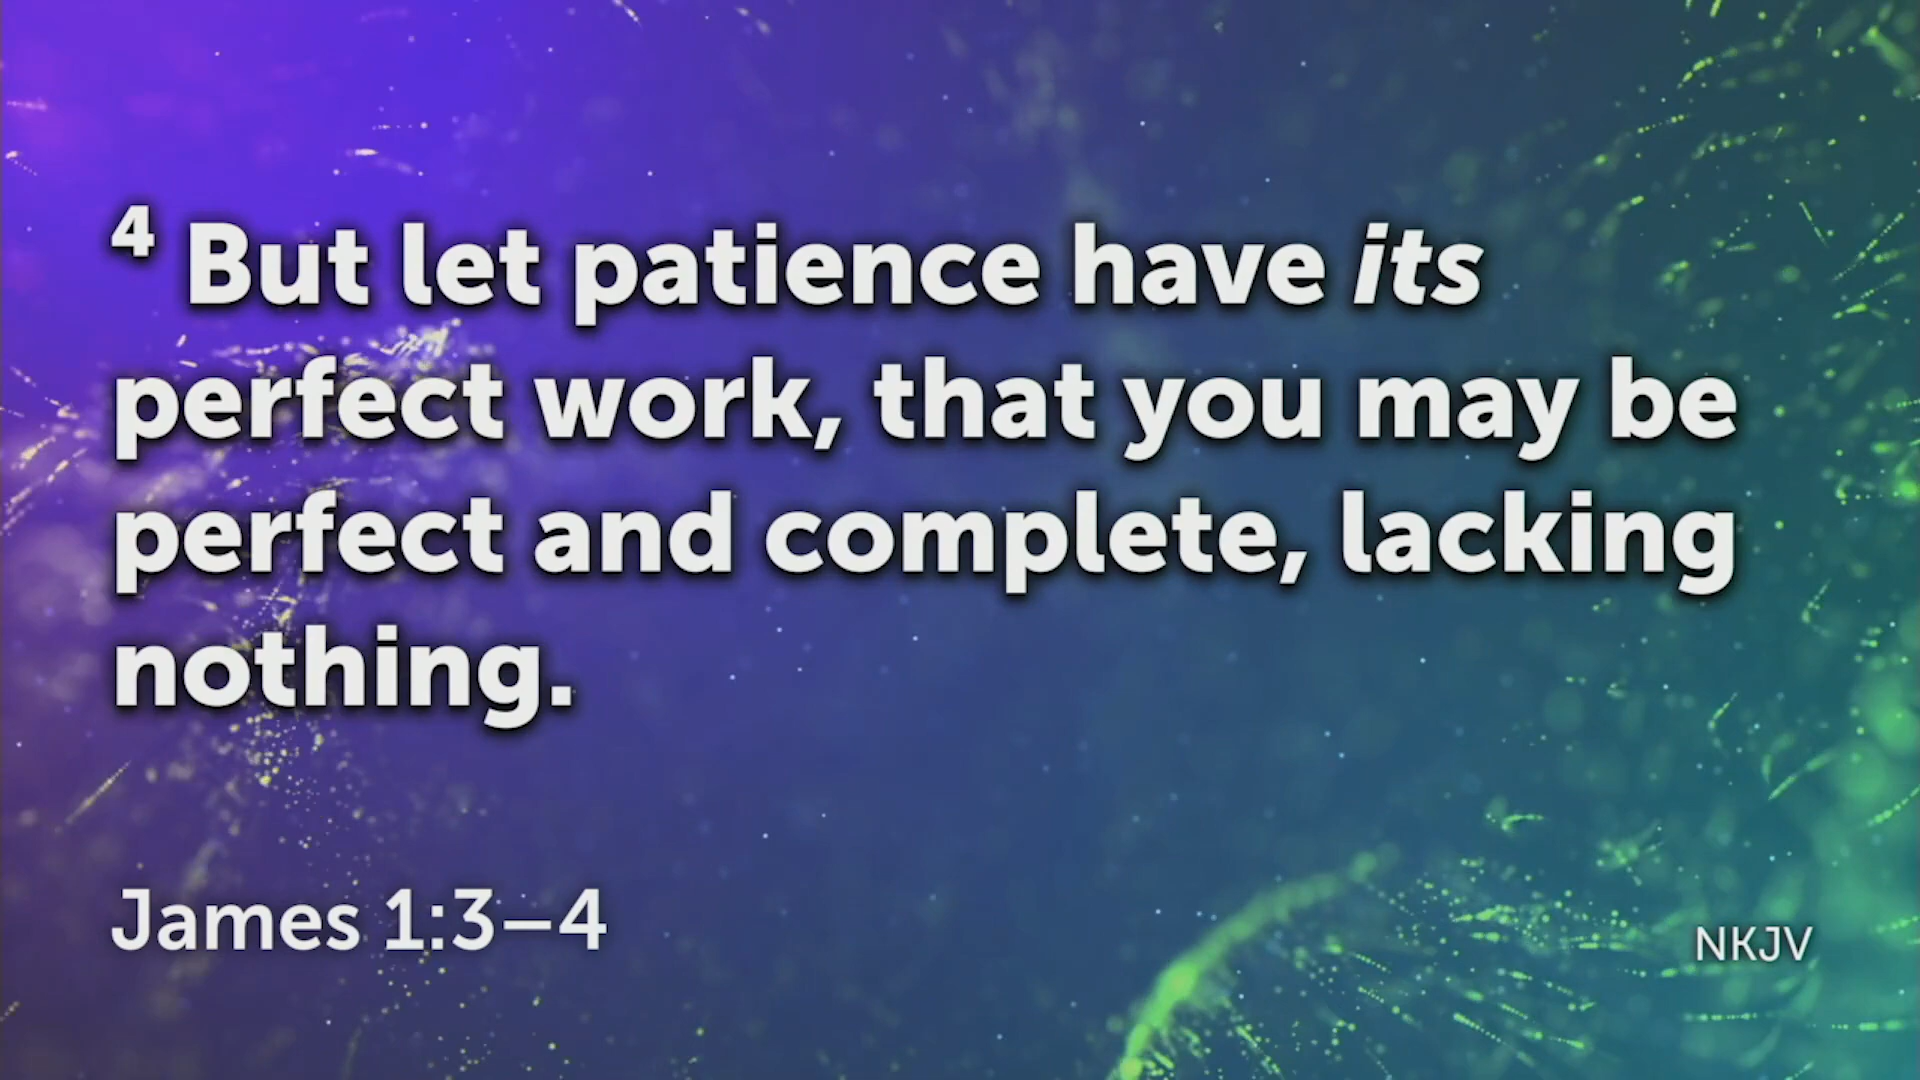 4 But let patience have its
perfect work, that you may be
perfect and complete, lacking
nothing.
James 1:3–4
NKJV